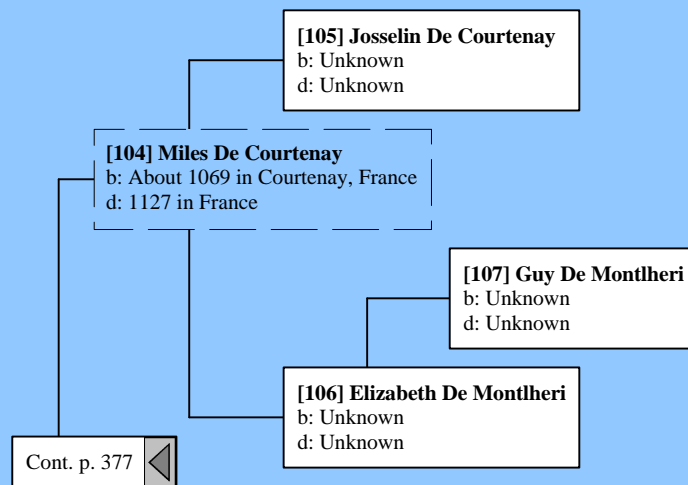 [105] Josselin De Courtenay
b: Unknown
d: Unknown
[104] Miles De Courtenay
b: About 1069 in Courtenay, France
d: 1127 in France
[107] Guy De Montlheri
b: Unknown
d: Unknown
[106] Elizabeth De Montlheri
b: Unknown
d: Unknown
Cont. p. 377